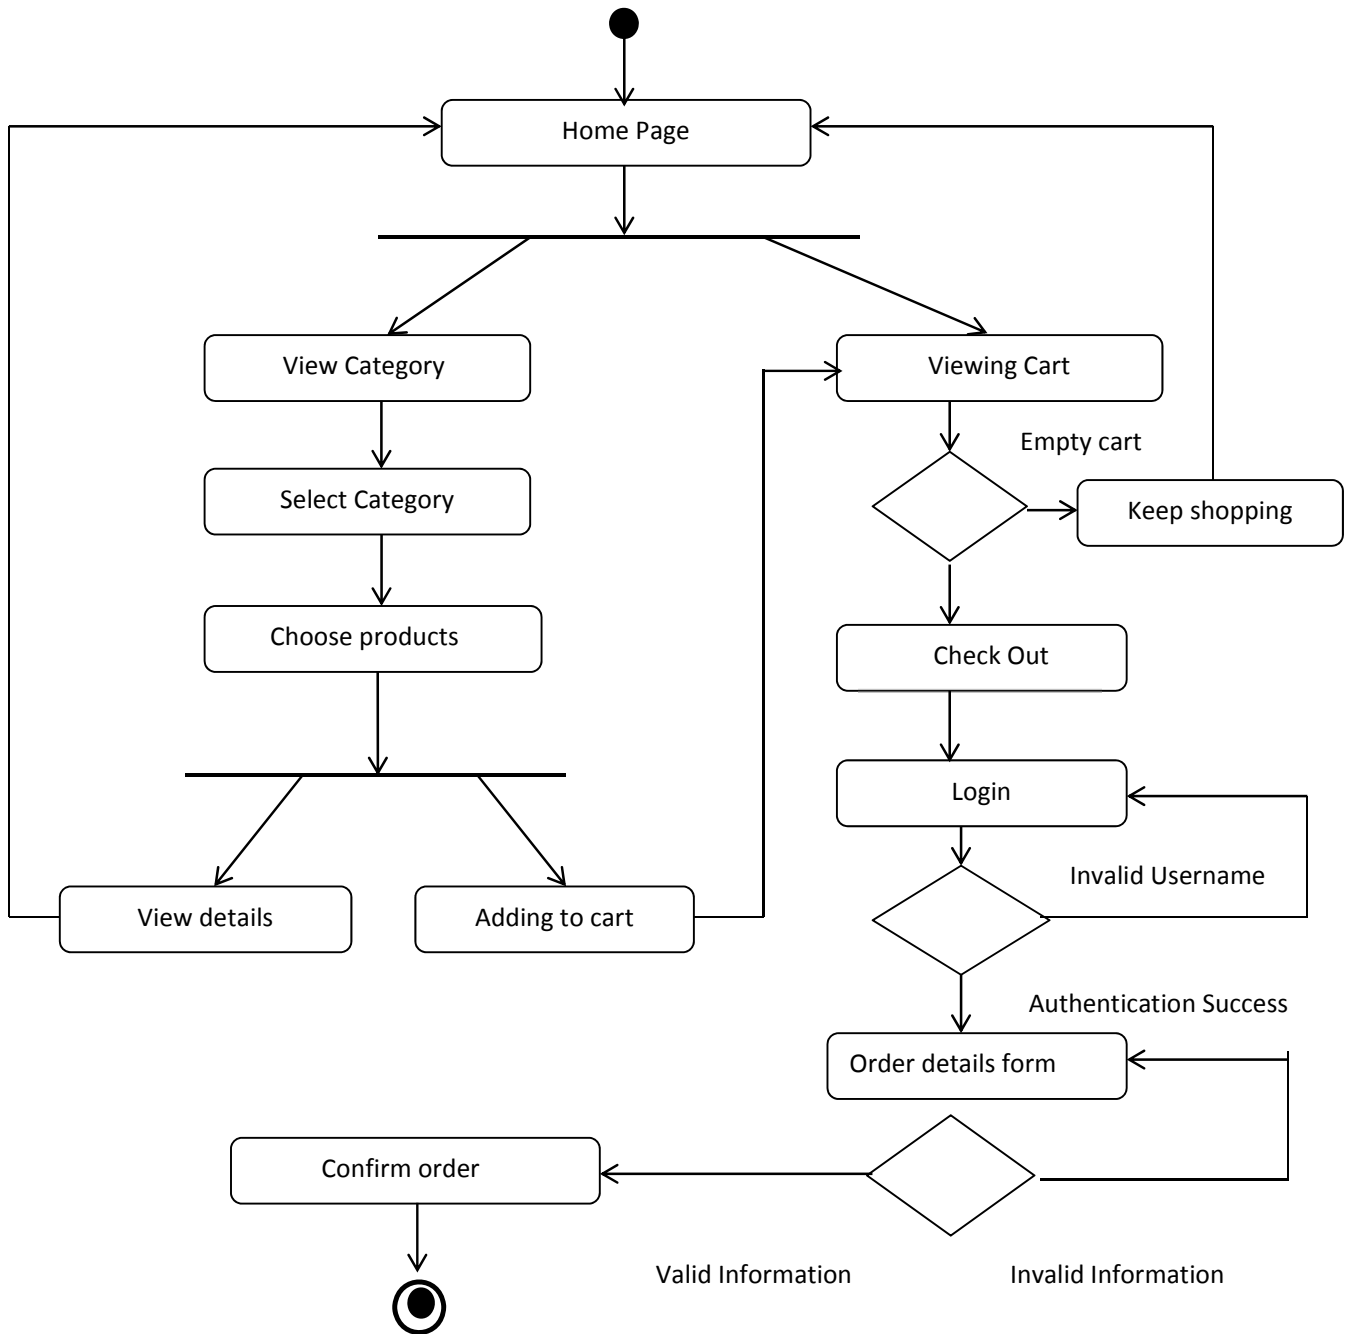 Home Page
View Category
Viewing Cart
Empty cart
Select Category
Keep shopping
Choose products
Check Out
Login
Invalid Username
View details
Adding to cart
Authentication Success
Order details form
Confirm order
Valid Information
Invalid Information